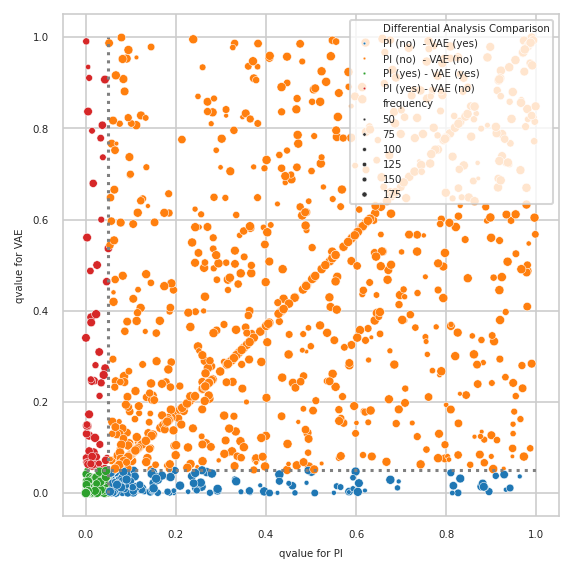 Differential Analysis Comparison
PI (no) - VAE (yes)
PI (no) - VAE (no)
PI (yes) - VAE (yes)
PI (yes) - VAE (no)
frequency
50
75
100
125
150
175
1.0
0.8
0.6
0.4
0.2
0.0
qvalue for VAE
0.0 0.2 0.4 0.6 0.8 1.0
qvalue for PI